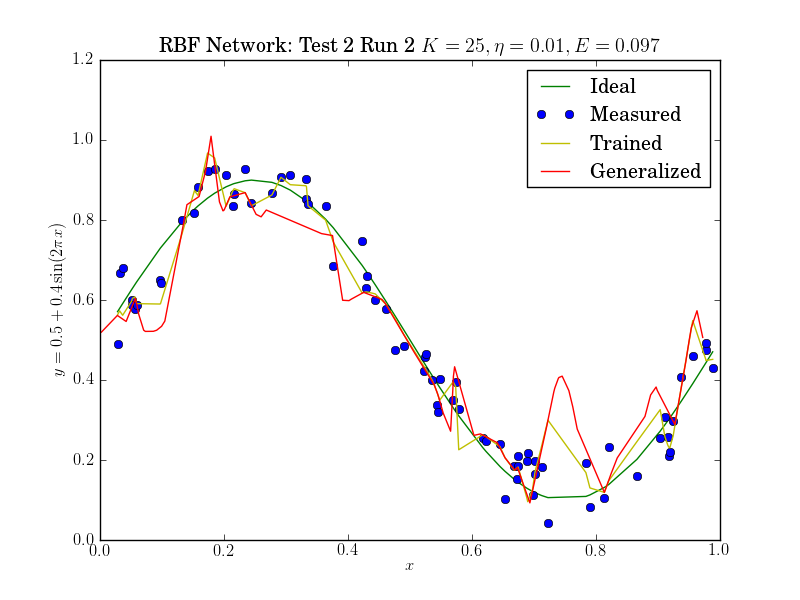 RBF Network: Test 2 Run 2 K = 25, η = 0.01, E = 0.097
Ideal
Measured
Trained
Generalized
y = 0.5 + 0.4 sin(2πx)
1.2
1.0
0.8
0.6
0.4
0.2
0.0
0.0 0.2 0.4 0.6 0.8 1.0
x